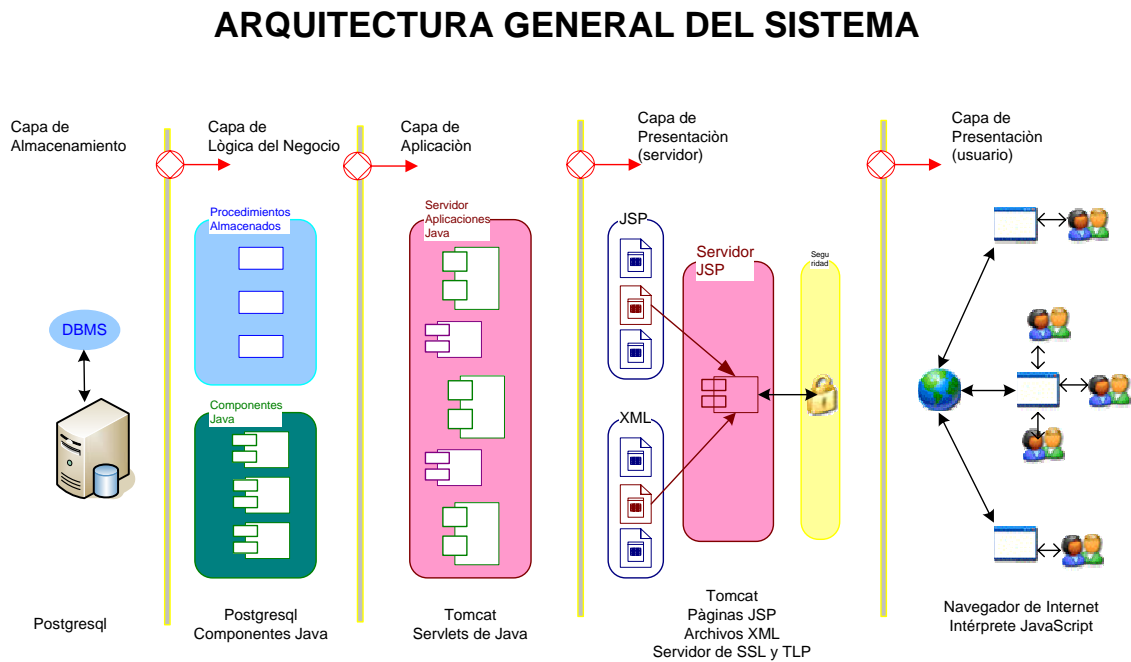 ARQUITECTURA GENERAL DEL SISTEMA
Capa de
Almacenamiento
Capa de
Lògica del Negocio
Capa de
Aplicaciòn
Capa de
Presentaciòn
(servidor)
Capa de
Presentaciòn
(usuario)
DBMS
Procedimientos
Almacenados
Componentes
Java
Servidor
Aplicaciones
Java
JSP
XML
Servidor
JSP
Segu
ridad
Postgresql
Postgresql
Componentes Java
Tomcat
Servlets de Java
Tomcat
Pàginas JSP
Archivos XML
Servidor de SSL y TLP
Navegador de Internet
Intérprete JavaScript